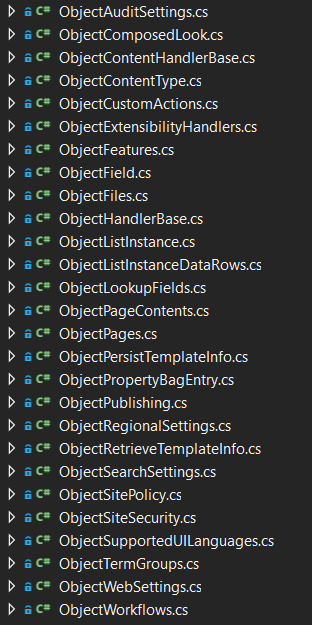 C# ObjectAuditSettings.cs
C# ObjectComposedLook.cs
C# ObjectContentHandlerBase.cs
C# ObjectContentType.cs
C# ObjectCustomActions.cs
C# ObjectExtensibilityHandlers.cs
C# ObjectFeatures.cs
C# ObjectField.cs
C# ObjectFiles.cs
C# ObjectHandlerBase.cs
C# ObjectListInstance.cs
C# ObjectListInstanceDataRows.cs
C# ObjectLookupFields.cs
C# ObjectPageContents.cs
C# ObjectPages.cs
C# ObjectPersistTemplateInfo.cs
C# ObjectPropertyBagEntry.cs
C# ObjectPublishing.cs
C# ObjectRegionalSettings.cs
C# ObjectRetrieveTemplateInfo.cs
C# ObjectSearchSettings.cs
C# ObjectSitePolicy.cs
C# ObjectSiteSecurity.cs
C# ObjectSupportedUILanguages.cs
C# ObjectTermGroups.cs
C# ObjectWebSettings.cs
C# ObjectWorkflows.cs